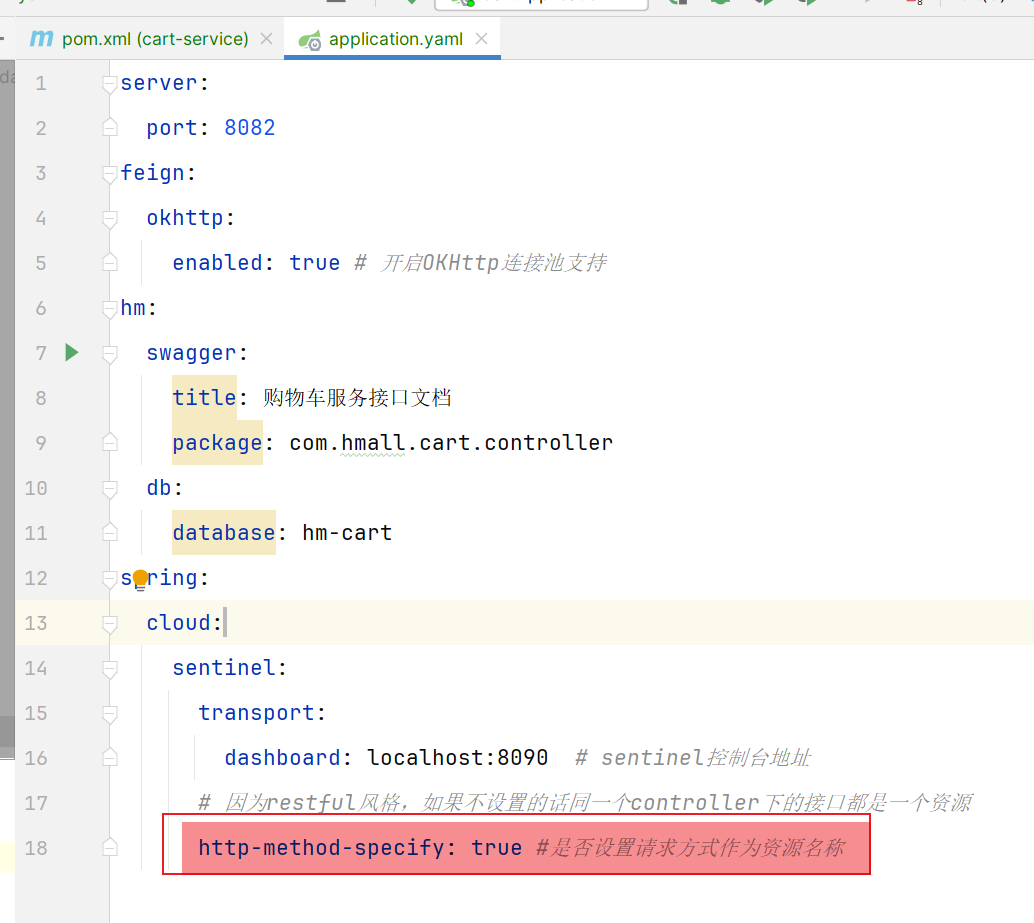 pom.xml (cart-service)
application.yaml
1 server:
2 port: 8082
3 feign:
4 okhttp:
5 enabled: true # 开启OKHttp连接池支持
6 hm:
7 swagger:
8 title: 购物车服务接口文档
9 package: com.hmall.cart.controller
10 db:
11 database: hm-cart
12 spring:
13 cloud:
14 sentinel:
15 transport:
16 dashboard: localhost:8090 # sentinel控制台地址
17 # 因为restful风格，如果不设置的话同一个controller下的接口都是一个资源
18 http-method-specify: true #是否设置请求方式作为资源名称